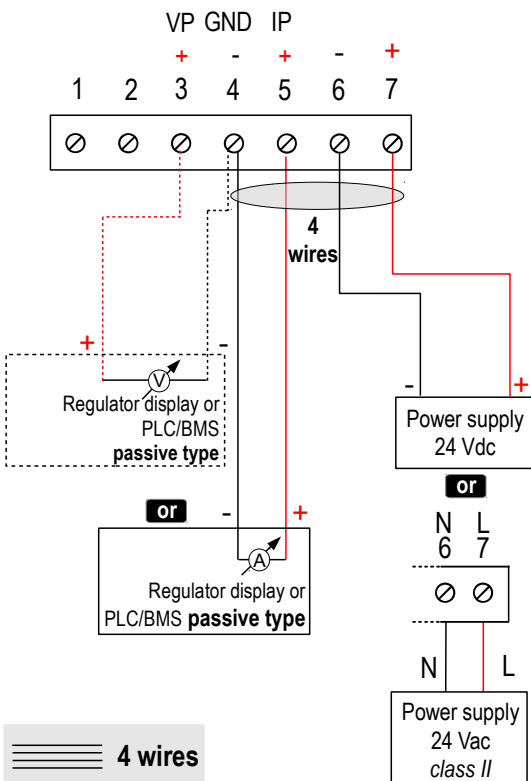 VP GND IP
+ - + - +
1 2 3 4 5 6 7
4
wires
+ -
V
Regulator display or
PLC/BMS
passive type
or
- +
A
Regulator display or
PLC/BMS passive type
- +
Power supply
24 Vdc
or
N L
6 7
N L
Power supply
24 Vac
class II
4 wires